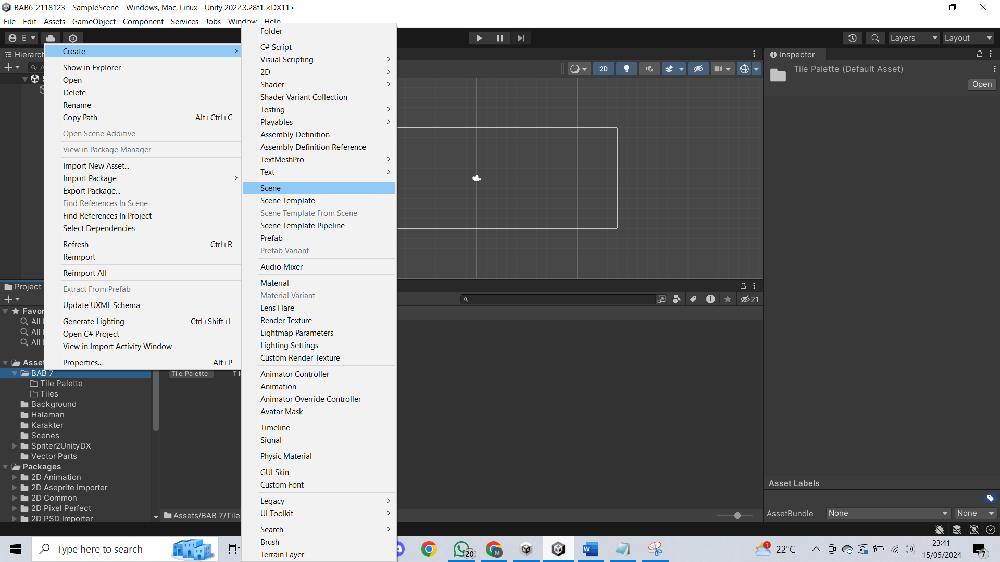 BAB6_2118123 - SampleScene - Windows, Mac, Linux - Unity 2022.3.28f1 <DX11>
File Edit Assets GameObject Component Services Jobs Window Help
E
Layers
Layout
Hierarch
2D
Inspector
Tile Palette (Default Asset)
Open
Create
Show in Explorer
Open
Delete
Rename
Copy Path Alt+Ctrl+C
Open Scene Additive
View in Package Manager
Import New Asset...
Import Package
Export Package...
Find References In Scene
Find References In Project
Select Dependencies
Refresh Ctrl+R
Reimport
Reimport All
Extract From Prefab
Update UXML Schema
Generate Lighting Ctrl+Shift+L
Open C# Project
View in Import Activity Window
Properties... Alt+P
Folder
C# Script
Visual Scripting
2D
Shader
Shader Variant Collection
Testing
Playables
Assembly Definition
Assembly Definition Reference
TextMeshPro
Text
Scene
Scene Template
Scene Template From Scene
Scene Template Pipeline
Prefab
Prefab Variant
Audio Mixer
Material
Material Variant
Lens Flare
Render Texture
Lightmap Parameters
Lighting Settings
Custom Render Texture
Animator Controller
Animation
Animator Override Controller
Avatar Mask
Timeline
Signal
Physic Material
GUI Skin
Custom Font
Legacy
UI Toolkit
Search
Brush
Terrain Layer
Project
21
Favor
All
All
All
Asset
BAB 7
Tile Palette
Tiles
Background
Halaman
Karakter
Scenes
Spriter2UnityDX
Vector Parts
Packages
2D Animation
2D Aseprite Importer
2D Common
2D Pixel Perfect
2D PSD Importer
Tile Palette
Assets/BAB 7/Tile
Asset Labels
AssetBundle None None
Type here to search
20
M
1
22°C
23:41
15/05/2024
7